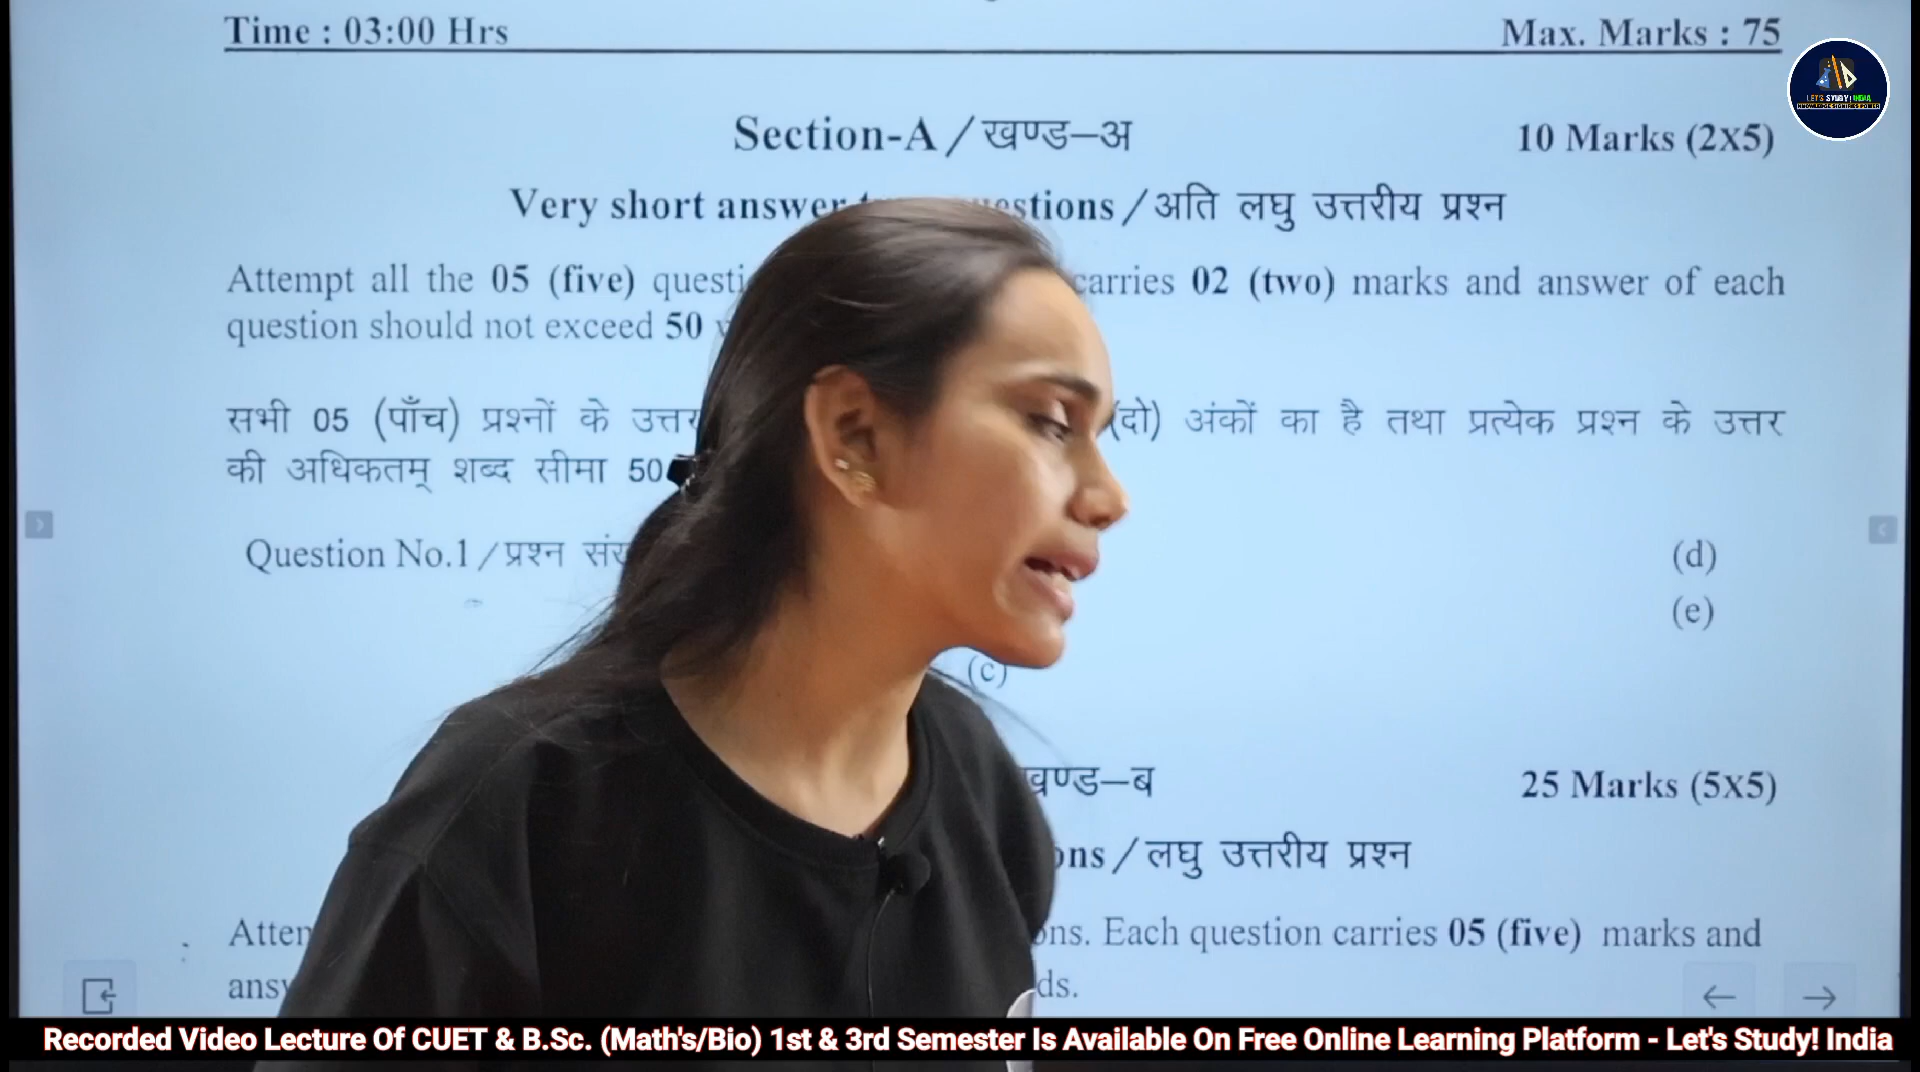 Time : 03:00 Hrs
Max. Marks : 75
LET'S STUDY! INDIA
Section-A / खण्ड–अ
10 Marks (2X5)
Very short answer
estions / अति लघु उत्तरीय प्रश्न
Attempt all the 05 (five) questi
carries 02 (two) marks and answer of each
question should not exceed 50
सभी 05 (पाँच) प्रश्नों के उत्तर
(दो) अंकों का है तथा प्रत्येक प्रश्न के उत्तर
की अधिकतम् शब्द सीमा 50
Question No.1 / प्रश्न
(d)
(e)
(c)
खण्ड–ब
25 Marks (5X5)
ons / लघु उत्तरीय प्रश्न
Atten
ons. Each question carries 05 (five) marks and
ans
ds.
Recorded Video Lecture Of CUET & B.Sc. (Math's/Bio) 1st & 3rd Semester Is Available On Free Online Learning Platform - Let's Study! India